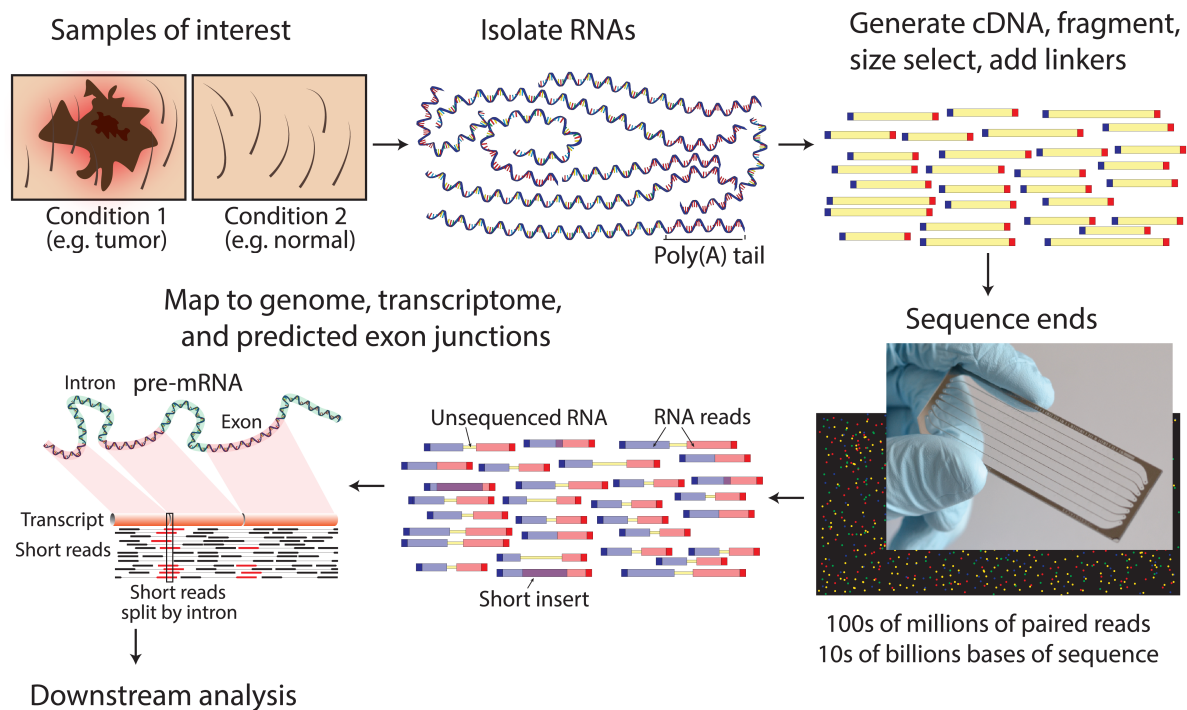 Samples of interest
Condition 1
(e.g. tumor)
Condition 2
(e.g. normal)
Isolate RNAs
Poly(A) tail
Generate cDNA, fragment,
size select, add linkers
Sequence ends
100s of millions of paired reads
10s of billions bases of sequence
Unsequenced RNA
RNA reads
Short insert
Map to genome, transcriptome,
and predicted exon junctions
Intron
pre-mRNA
Exon
Transcript
Short reads
Short reads
split by intron
Downstream analysis